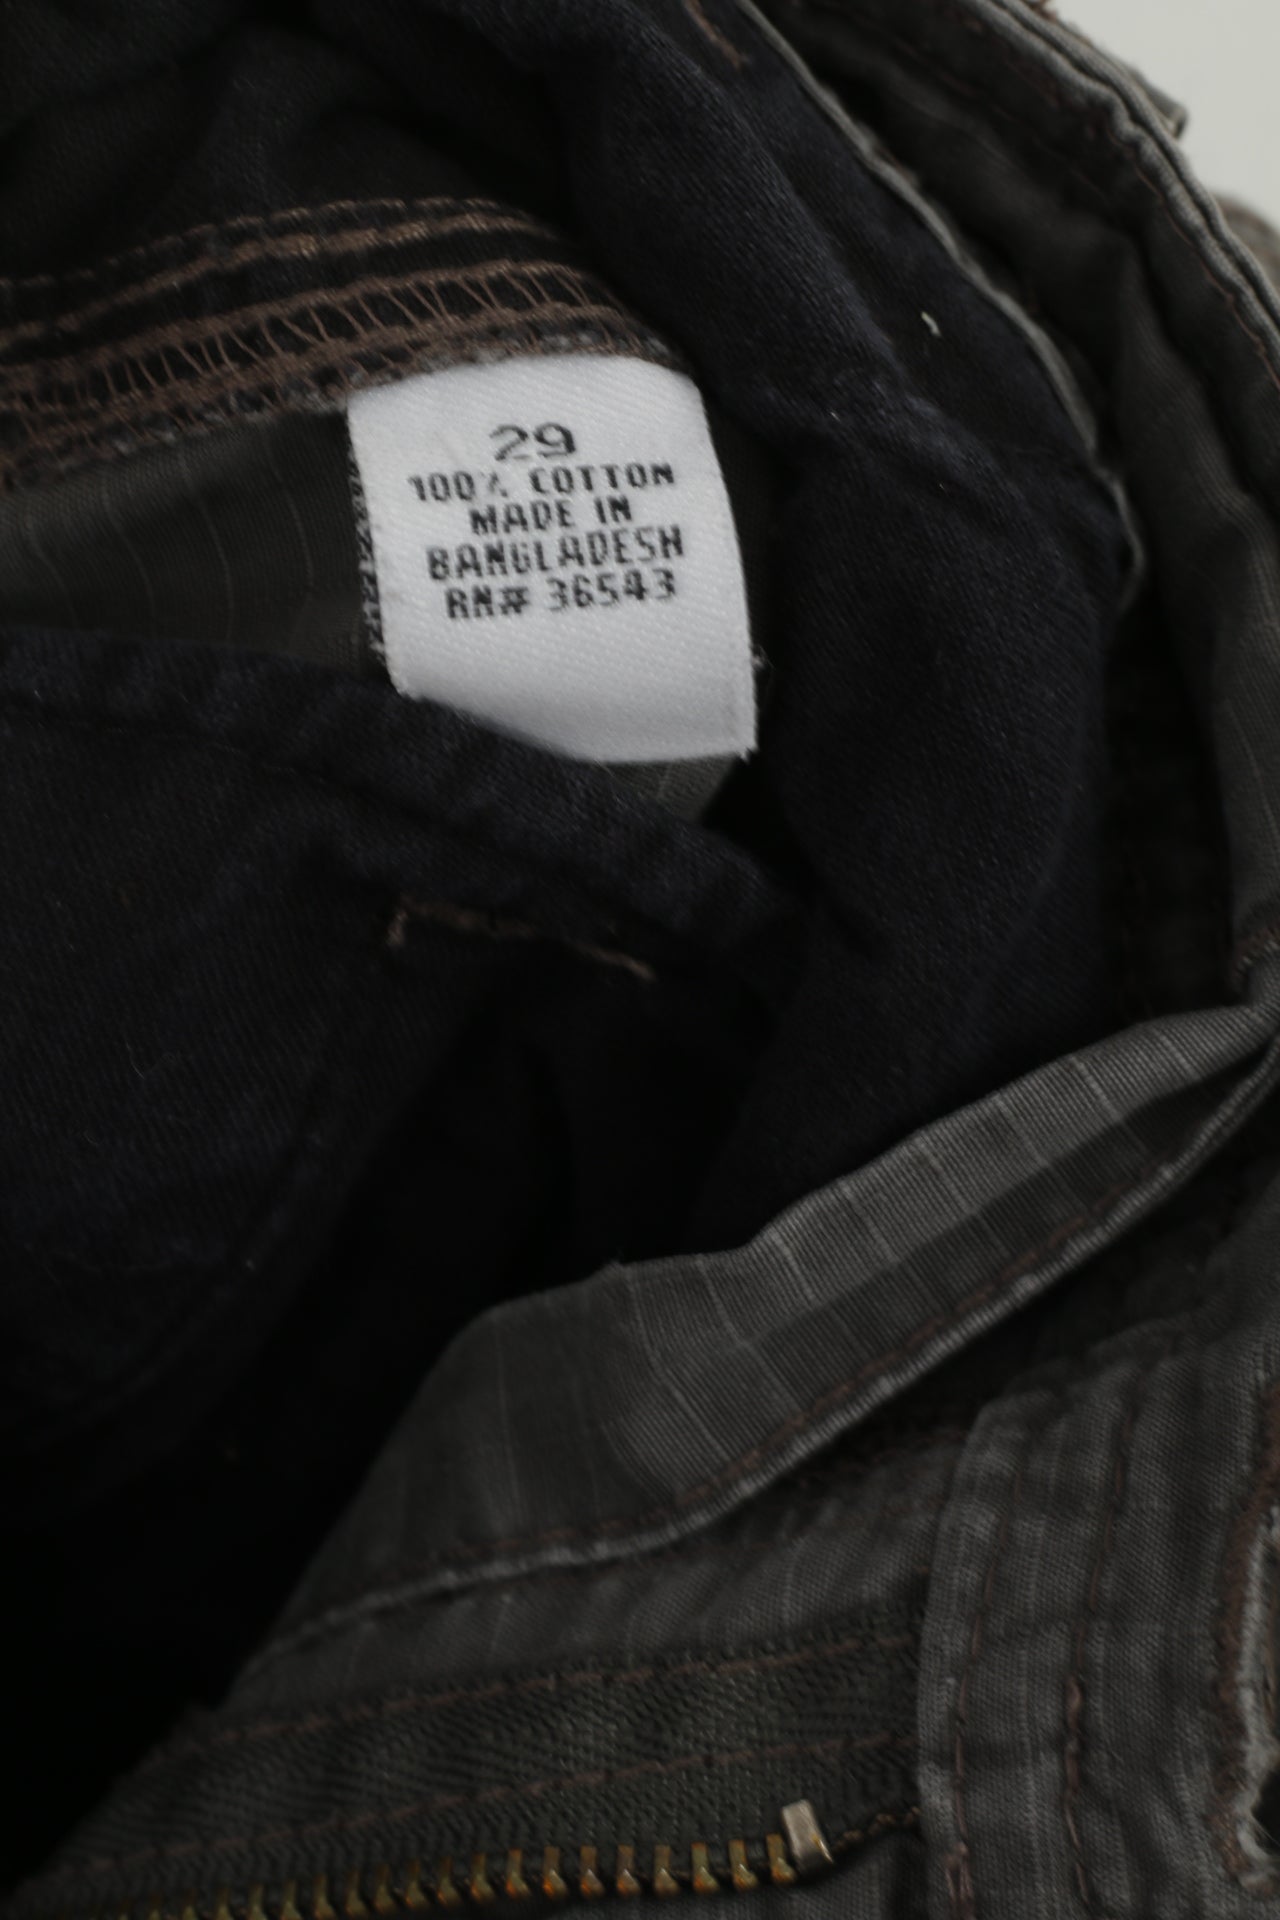 29
100% COTTON
MADE IN
BANGLADESH
RN# 36543